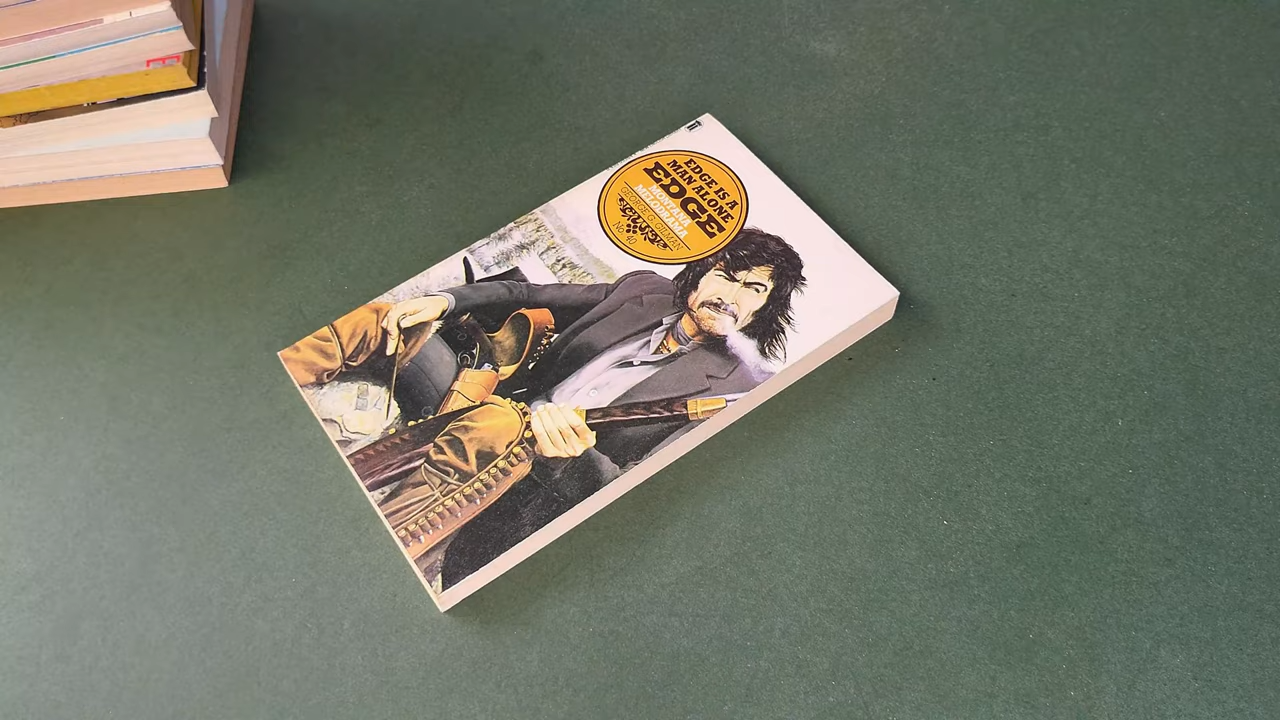 EDGE IS A
MAN ALONE
EDGE
MONTANA
MELODRAMA
GEORGE G. GILMAN
No. 40